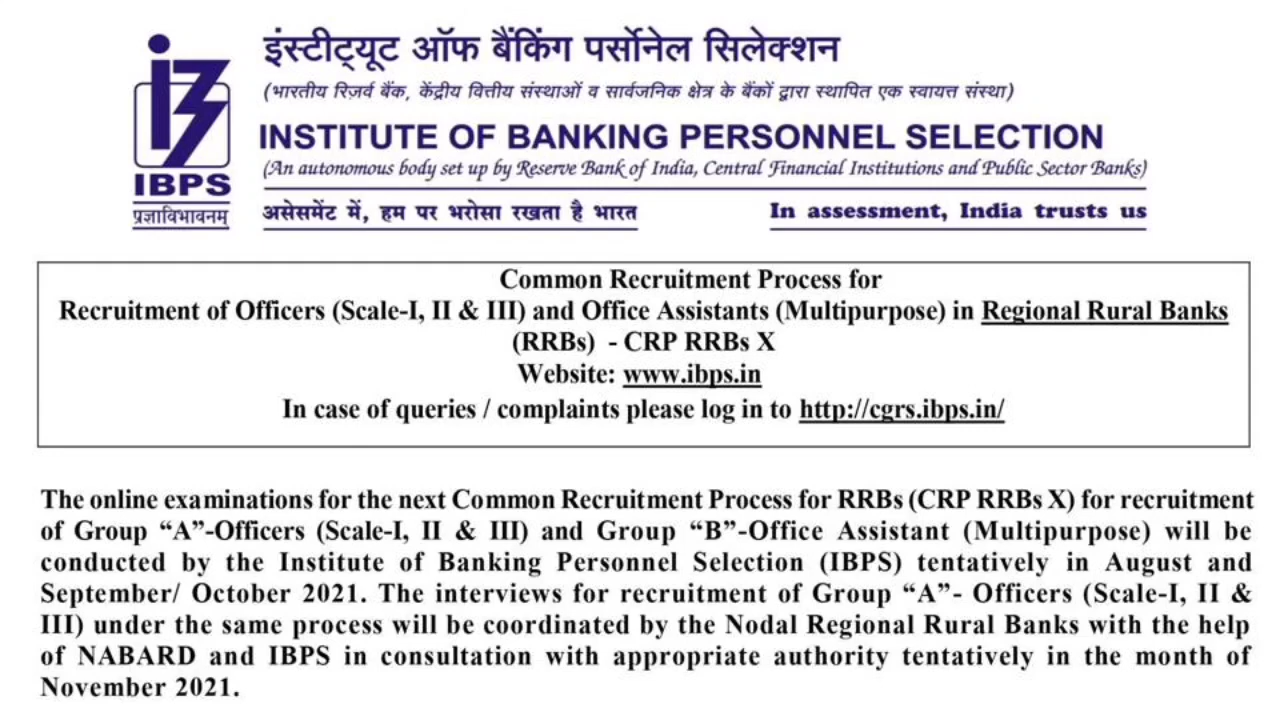 इंस्टीट्यूट ऑफ बैंकिंग पर्सोनेल सिलेक्शन
(भारतीय रिज़र्व बैंक, केंद्रीय वित्तीय संस्थाओं व सार्वजनिक क्षेत्र के बैंकों द्वारा स्थापित एक स्वायत्त संस्था)
INSTITUTE OF BANKING PERSONNEL SELECTION
(An autonomous body set up by Reserve Bank of India, Central Financial Institutions and Public Sector Banks)
IBPS
प्रज्ञाविभावनम्
असेसमेंट में, हम पर भरोसा रखता है भारत
In assessment, India trusts us
Common Recruitment Process for
Recruitment of Officers (Scale-I, II & III) and Office Assistants (Multipurpose) in Regional Rural Banks
(RRBs) - CRP RRBs X
Website: www.ibps.in
In case of queries / complaints please log in to http://cgrs.ibps.in/
The online examinations for the next Common Recruitment Process for RRBs (CRP RRBs X) for recruitment
of Group “A”-Officers (Scale-I, II & III) and Group “B”-Office Assistant (Multipurpose) will be
conducted by the Institute of Banking Personnel Selection (IBPS) tentatively in August and
September/ October 2021. The interviews for recruitment of Group “A”- Officers (Scale-I, II &
III) under the same process will be coordinated by the Nodal Regional Rural Banks with the help
of NABARD and IBPS in consultation with appropriate authority tentatively in the month of
November 2021.